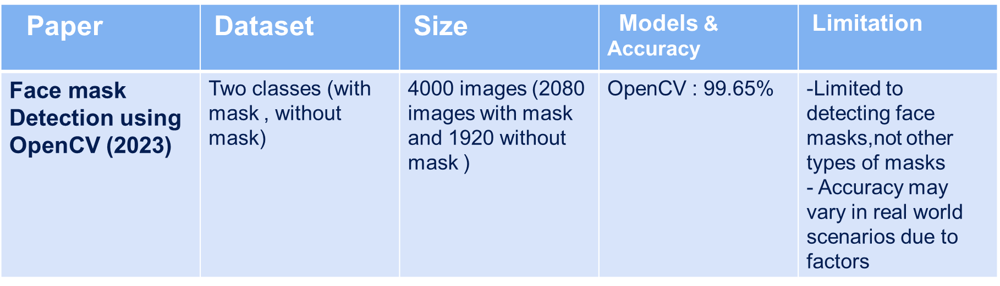 Paper
Dataset
Size
Models &
Accuracy
Limitation
Face mask
Detection using
OpenCV (2023)
Two classes (with
mask , without
mask)
4000 images (2080
images with mask
and 1920 without
mask )
OpenCV : 99.65%
-Limited to
detecting face
masks,not other
types of masks
- Accuracy may
vary in real world
scenarios due to
factors